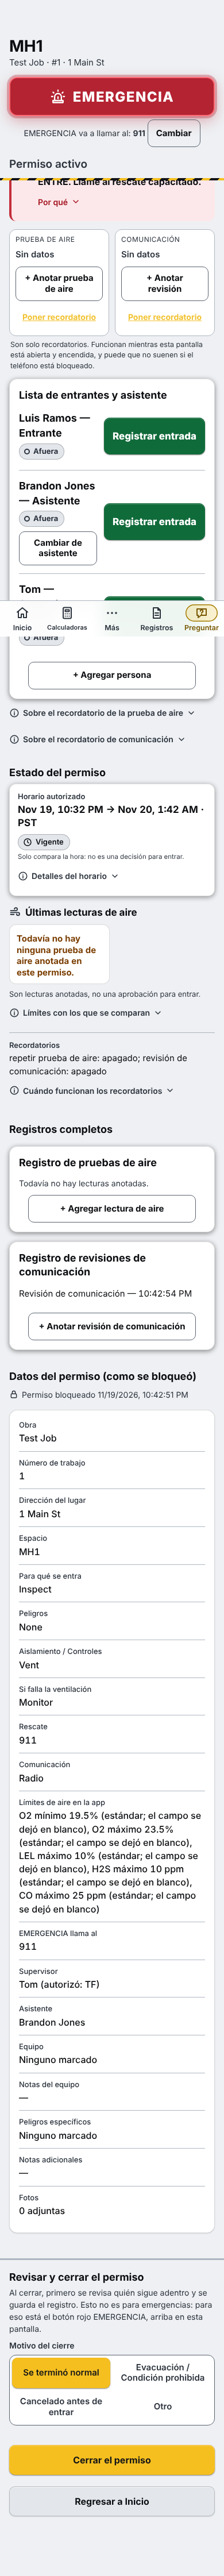 MH1
Test Job · #1 · 1 Main St
EMERGENCIA
EMERGENCY va a llamar al: 911
Cambiar
Permiso activo
ENTRE. Llame al rescate capacitado.
Por qué
PRUEBA DE AIRE
Sin datos
+ Anotar prueba
de aire
Poner recordatorio
COMUNICACIÓN
Sin datos
+ Anotar
revisión
Poner recordatorio
Son solo recordatorios. Funcionan mientras esta pantalla
está abierta y encendida, y puede que no suenen si el
teléfono está bloqueado.
Lista de entrantes y asistente
Luis Ramos —
Entrante
Afuera
Registrar entrada
Brandon Jones
— Asistente
Afuera
Registrar entrada
Cambiar de
asistente
Tom —
Inicio
Calculadoras
Más
Registros
Preguntar
Afuera
+ Agregar persona
Sobre el recordatorio de la prueba de aire
Sobre el recordatorio de comunicación
Estado del permiso
Horario autorizado
Nov 19, 10:32 PM → Nov 20, 1:42 AM ·
PST
Vigente
Solo compara la hora: no es una decisión para entrar.
Detalles del horario
Últimas lecturas de aire
Todavía no hay
ninguna prueba de
aire anotada en
este permiso.
Son lecturas anotadas, no una aprobación para entrar.
Límites con los que se comparan
Recordatorios
repetir prueba de aire: apagado; revisión de
comunicación: apagado
Cuándo funcionan los recordatorios
Registros completos
Registro de pruebas de aire
Todavía no hay lecturas anotadas.
+ Agregar lectura de aire
Registro de revisiones de
comunicación
Revisión de comunicación — 10:42:54 PM
+ Anotar revisión de comunicación
Datos del permiso (como se bloqueó)
Permiso bloqueado 11/19/2026, 10:42:51 PM
Obra
Test Job
Número de trabajo
1
Dirección del lugar
1 Main St
Espacio
MH1
Para qué se entra
Inspect
Peligros
None
Aislamiento / Controles
Vent
Si falla la ventilación
Monitor
Rescate
911
Comunicación
Radio
Límites de aire en la app
O2 mínimo 19.5% (estándar; el campo se
dejó en blanco), O2 máximo 23.5%
(estándar; el campo se dejó en blanco),
LEL máximo 10% (estándar; el campo se
dejó en blanco), H2S máximo 10 ppm
(estándar; el campo se dejó en blanco),
CO máximo 25 ppm (estándar; el campo
se dejó en blanco)
EMERGENCIA llama al
911
Supervisor
Tom (autorizó: TF)
Asistente
Brandon Jones
Equipo
Ninguno marcado
Notas del equipo
—
Peligros específicos
Ninguno marcado
Notas adicionales
—
Fotos
0 adjuntas
Revisar y cerrar el permiso
Al cerrar, primero se revisa quién sigue adentro y se
guarda el registro. Esto no es para emergencias: para
eso está el botón rojo EMERGENCIA, arriba en esta
pantalla.
Motivo del cierre
Se terminó normal
Evacuación /
Condición prohibida
Cancelado antes de
entrar
Otro
Cerrar el permiso
Regresar a Inicio